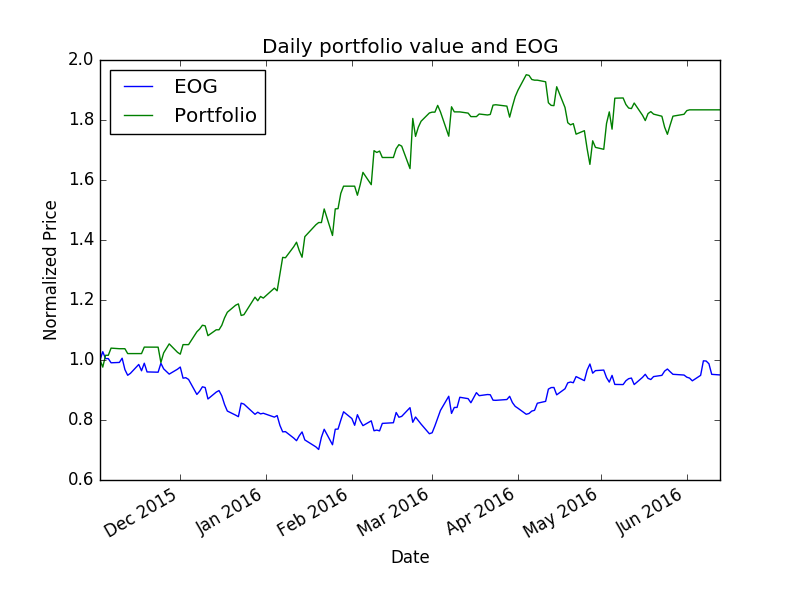 Daily portfolio value and EOG
2.0
1.8
1.6
1.4
1.2
1.0
0.8
0.6
Normalized Price
EOG
Portfolio
Dec 2015
Jan 2016
Feb 2016
Mar 2016
Apr 2016
May 2016
Jun 2016
Date